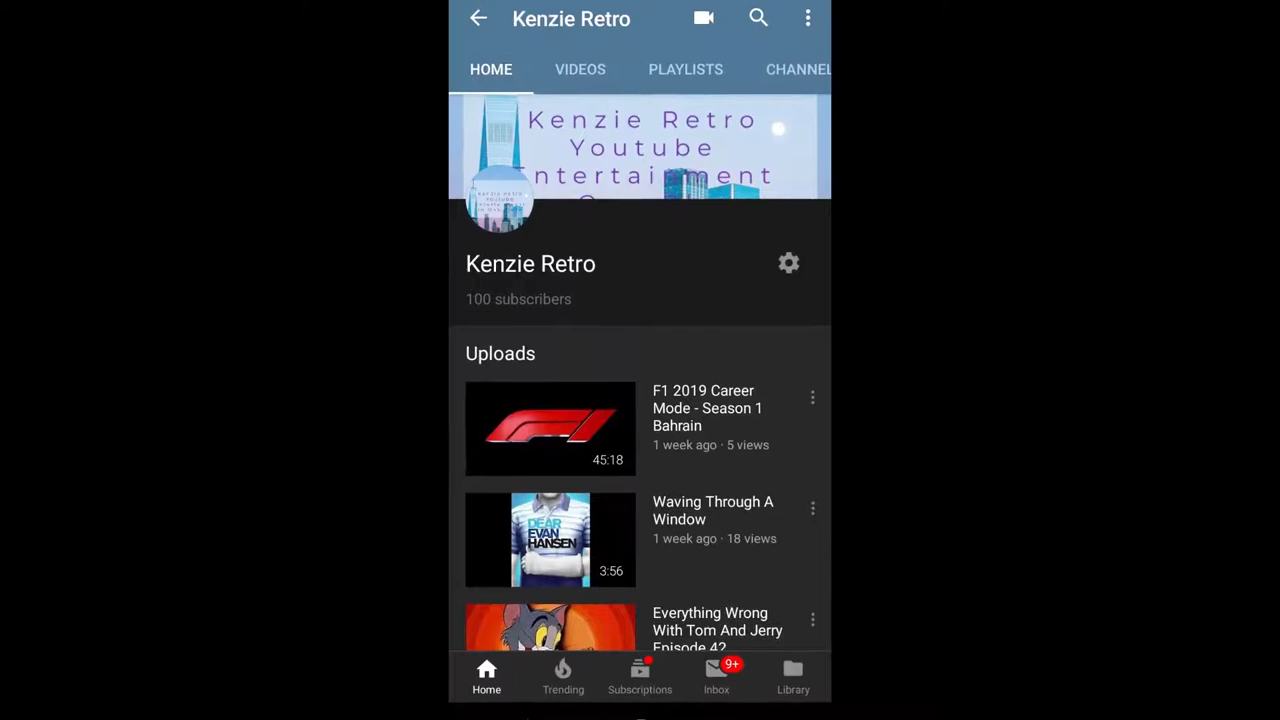 Kenzie Retro
HOME VIDEOS PLAYLISTS CHANNEL
Kenzie Retro
Youtube
Entertainment
Kenzie Retro
100 subscribers
Uploads
F1 2019 Career
Mode - Season 1
Bahrain
1 week ago · 5 views
45:18
Waving Through A
Window
1 week ago · 18 views
DEAR
EVAN
HANSEN
3:56
Everything Wrong
With Tom And Jerry
Episode 42
9+
Home Trending Subscriptions Inbox Library